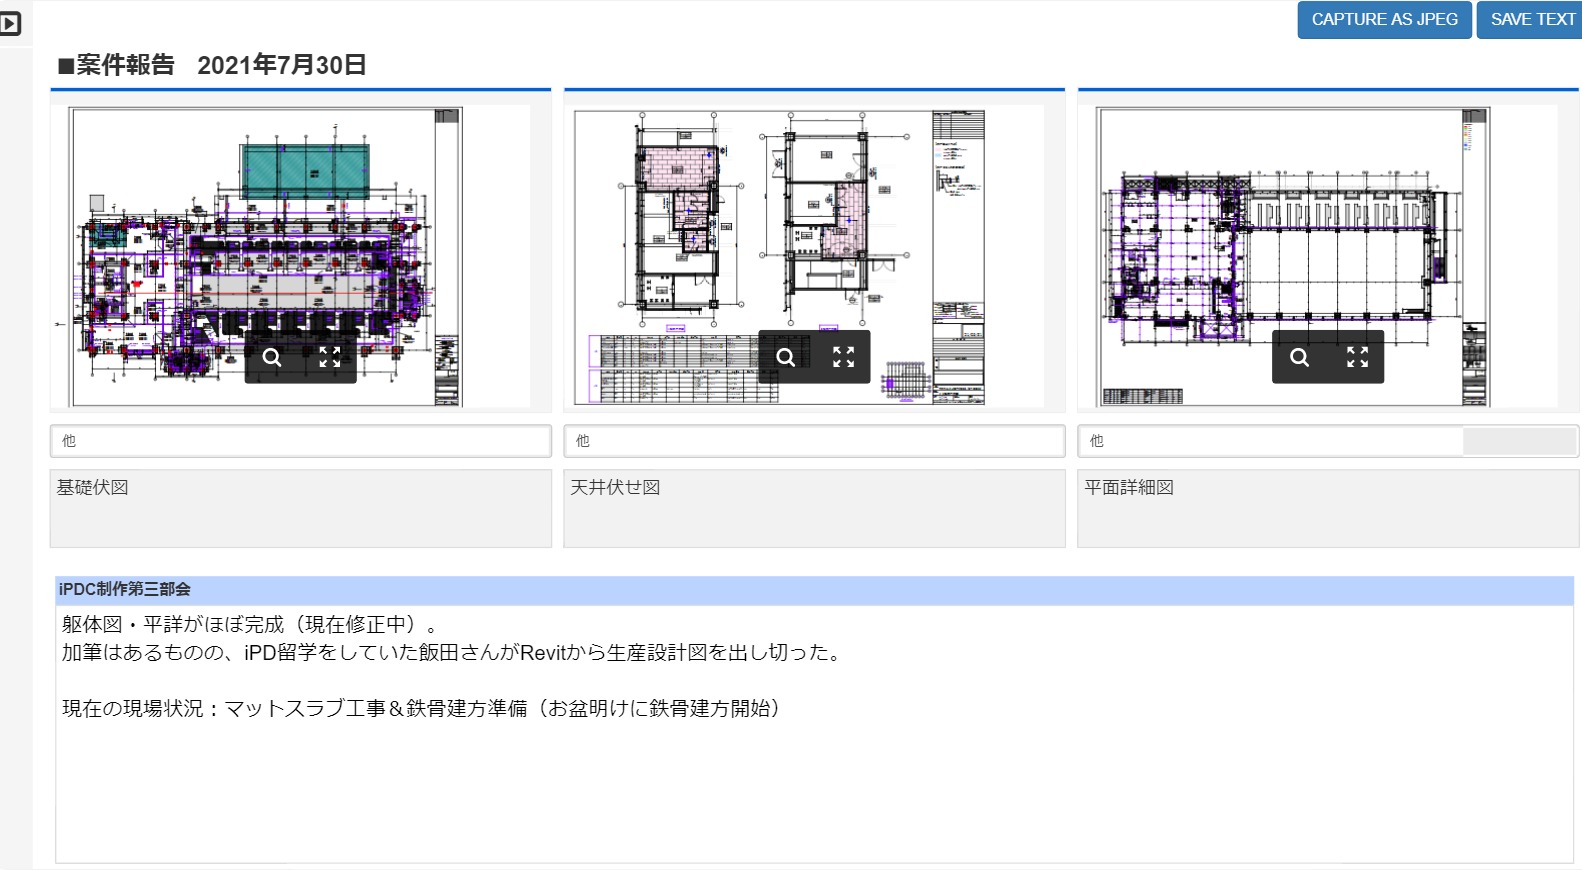 CAPTURE AS JPEG
SAVE TEXT
■案件報告 2021年7月30日
他
他
他
基礎伏図
天井伏せ図
平面詳細図
iPDC制作第三部会
躯体図・平詳がほぼ完成（現在修正中）。
加筆はあるものの、iPD留学をしていた飯田さんがRevitから生産設計図を出し切った。
現在の現場状況：マットスラブ工事＆鉄骨建方準備（お盆明けに鉄骨建方開始）